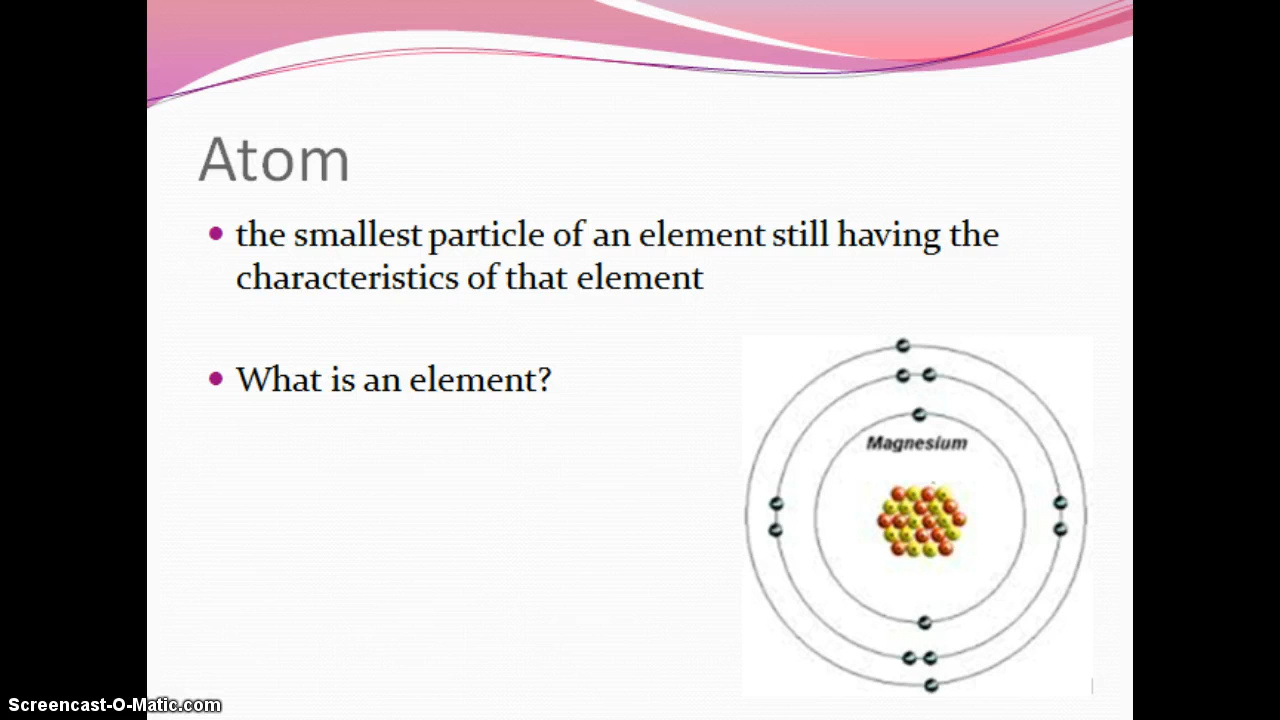 Atom
the smallest particle of an element still having the
characteristics of that element
What is an element?
Magnesium
Screencast-O-Matic.com